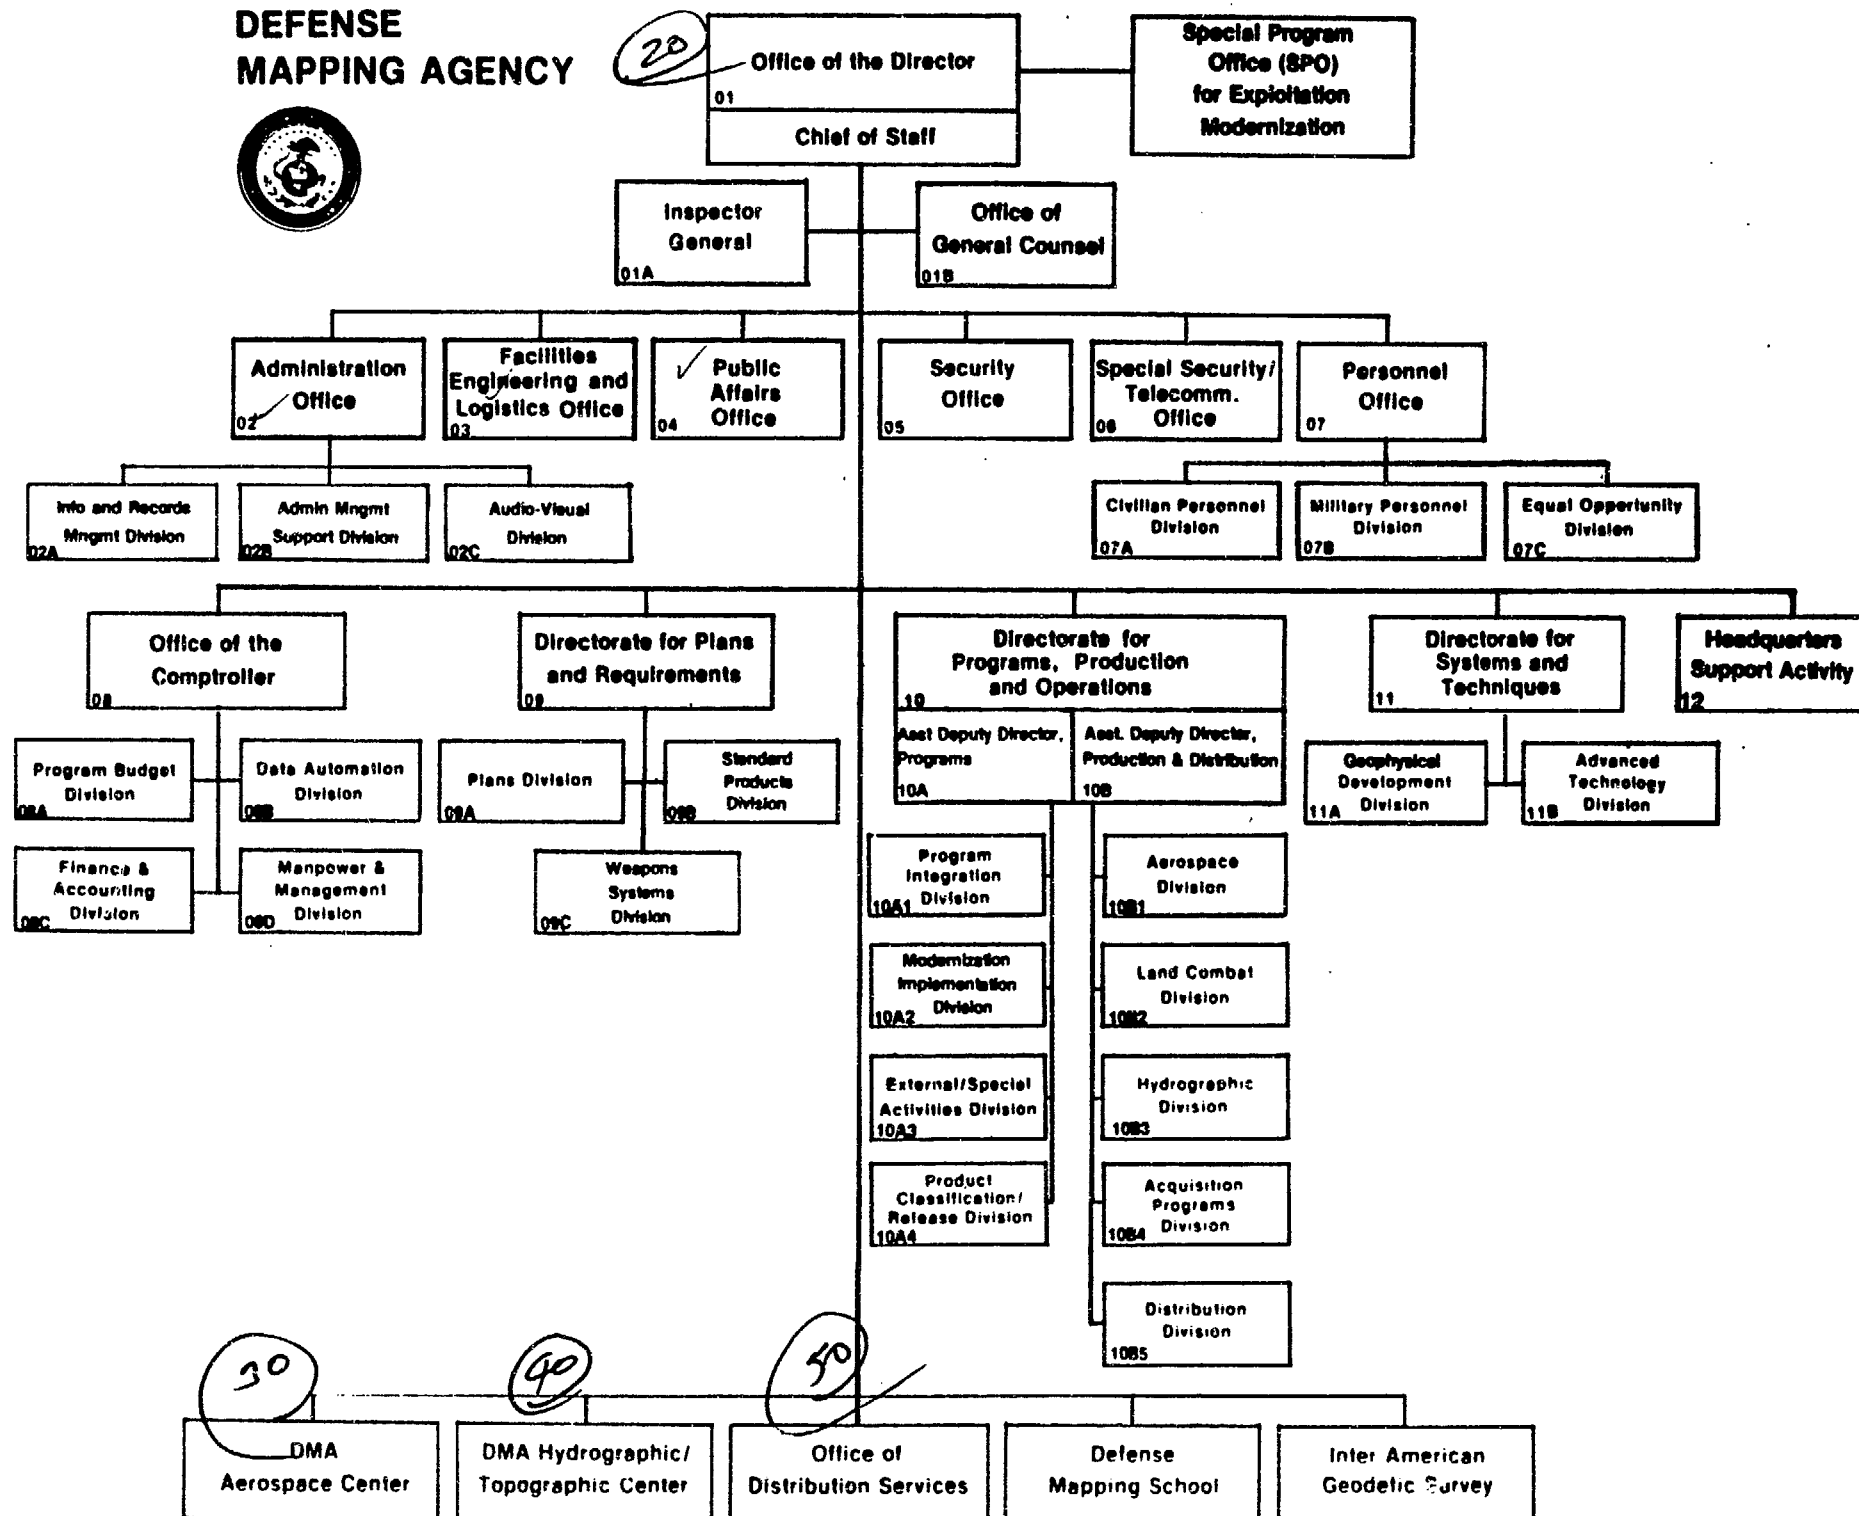 DEFENSE
MAPPING AGENCY
20
Office of the Director
01
Chief of Staff
Special Program
Office (SPO)
for Exploitation
Modernization
Inspector
General
01A
Office of
General Counsel
01B
Administration
Office
02
Facilities
Engineering and
Logistics Office
03
Public
Affairs
Office
04
Security
Office
05
Special Security/
Telecomm.
Office
06
Personnel
Office
07
Info and Records
Mngmt Division
02A
Admin Mngmt
Support Division
02B
Audio-Visual
Division
02C
Civilian Personnel
Division
07A
Military Personnel
Division
07B
Equal Opportunity
Division
07C
Office of the
Comptroller
08
Directorate for Plans
and Requirements
09
Directorate for
Programs, Production
and Operations
10
Asst Deputy Director,
Programs
10A
Asst. Deputy Director,
Production & Distribution
10B
Directorate for
Systems and
Techniques
11
Headquarters
Support Activity
12
Program Budget
Division
08A
Data Automation
Division
08B
Finance &
Accounting
Division
08C
Manpower &
Management
Division
08D
Plans Division
09A
Standard
Products
Division
09B
Weapons
Systems
Division
09C
Geophysical
Development
Division
11A
Advanced
Technology
Division
11B
Program
Integration
Division
10A1
Modernization
Implementation
Division
10A2
External/Special
Activities Division
10A3
Product
Classification/
Release Division
10A4
Aerospace
Division
10B1
Land Combat
Division
10B2
Hydrographic
Division
10B3
Acquisition
Programs
Division
10B4
Distribution
Division
10B5
30
DMA
Aerospace Center
40
DMA Hydrographic/
Topographic Center
50
Office of
Distribution Services
Defense
Mapping School
Inter American
Geodetic Survey